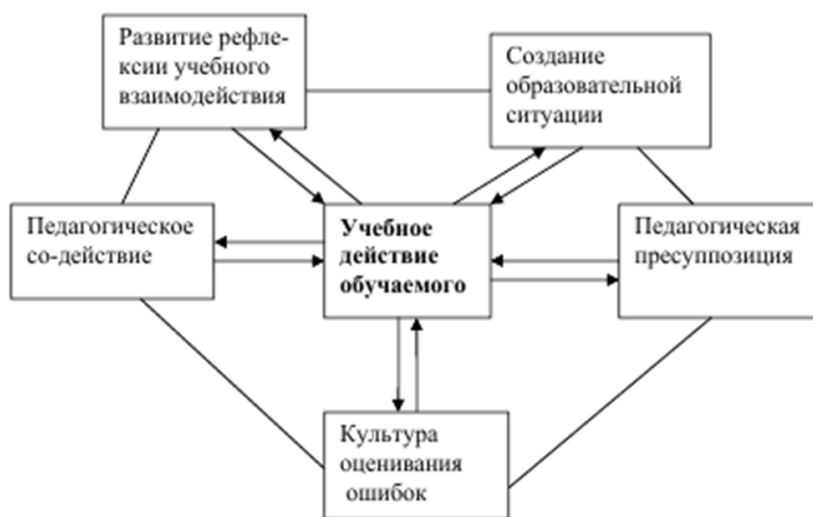 Развитие рефле-
ксии учебного
взаимодействия
Создание
образовательной
ситуации
Педагогическое
со-действие
Учебное
действие
обучаемого
Педагогическая
пресуппозиция
Культура
оценивания
ошибок